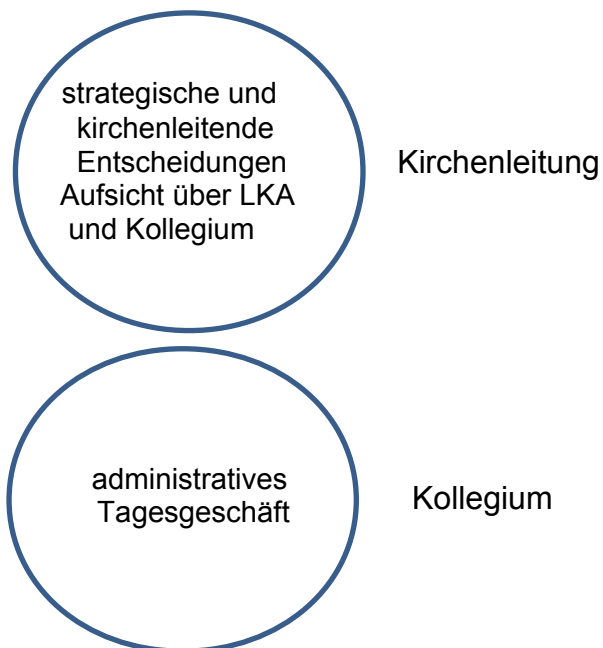 strategische und
kirchenleitende
Entscheidungen
Aufsicht über LKA
und Kollegium
Kirchenleitung
administratives
Tagesgeschäft
Kollegium